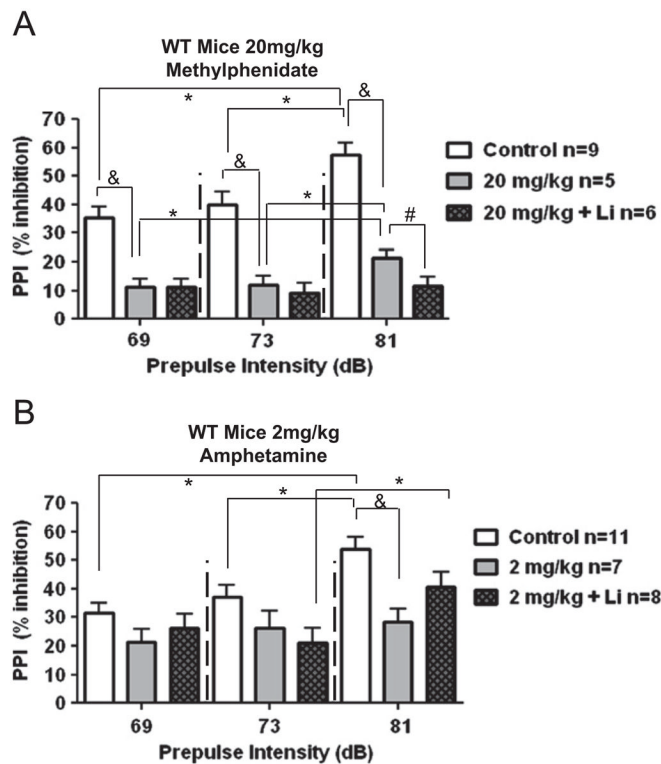 A
WT Mice 20mg/kg
Methylphenidate
* * &
& & * * #
70
60
50
40
30
20
10
0
PPI (% inhibition)
69 73 81
Prepulse Intensity (dB)
Control n=9
20 mg/kg n=5
20 mg/kg + Li n=6
B
WT Mice 2mg/kg
Amphetamine
* * * &
70
60
50
40
30
20
10
0
PPI (% inhibition)
69 73 81
Prepulse Intensity (dB)
Control n=11
2 mg/kg n=7
2 mg/kg + Li n=8